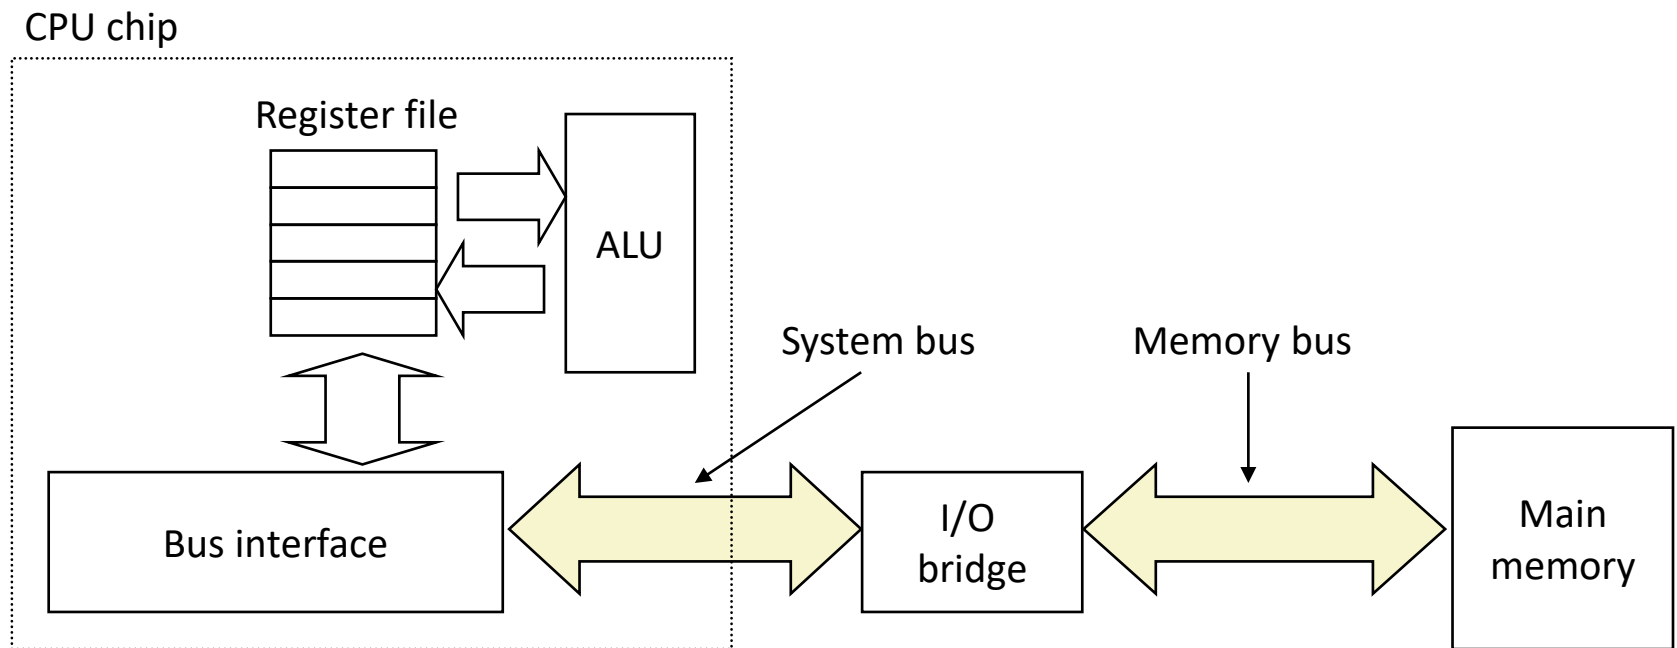 CPU chip
Register file
ALU
System bus
Memory bus
Bus interface
I/O
bridge
Main
memory